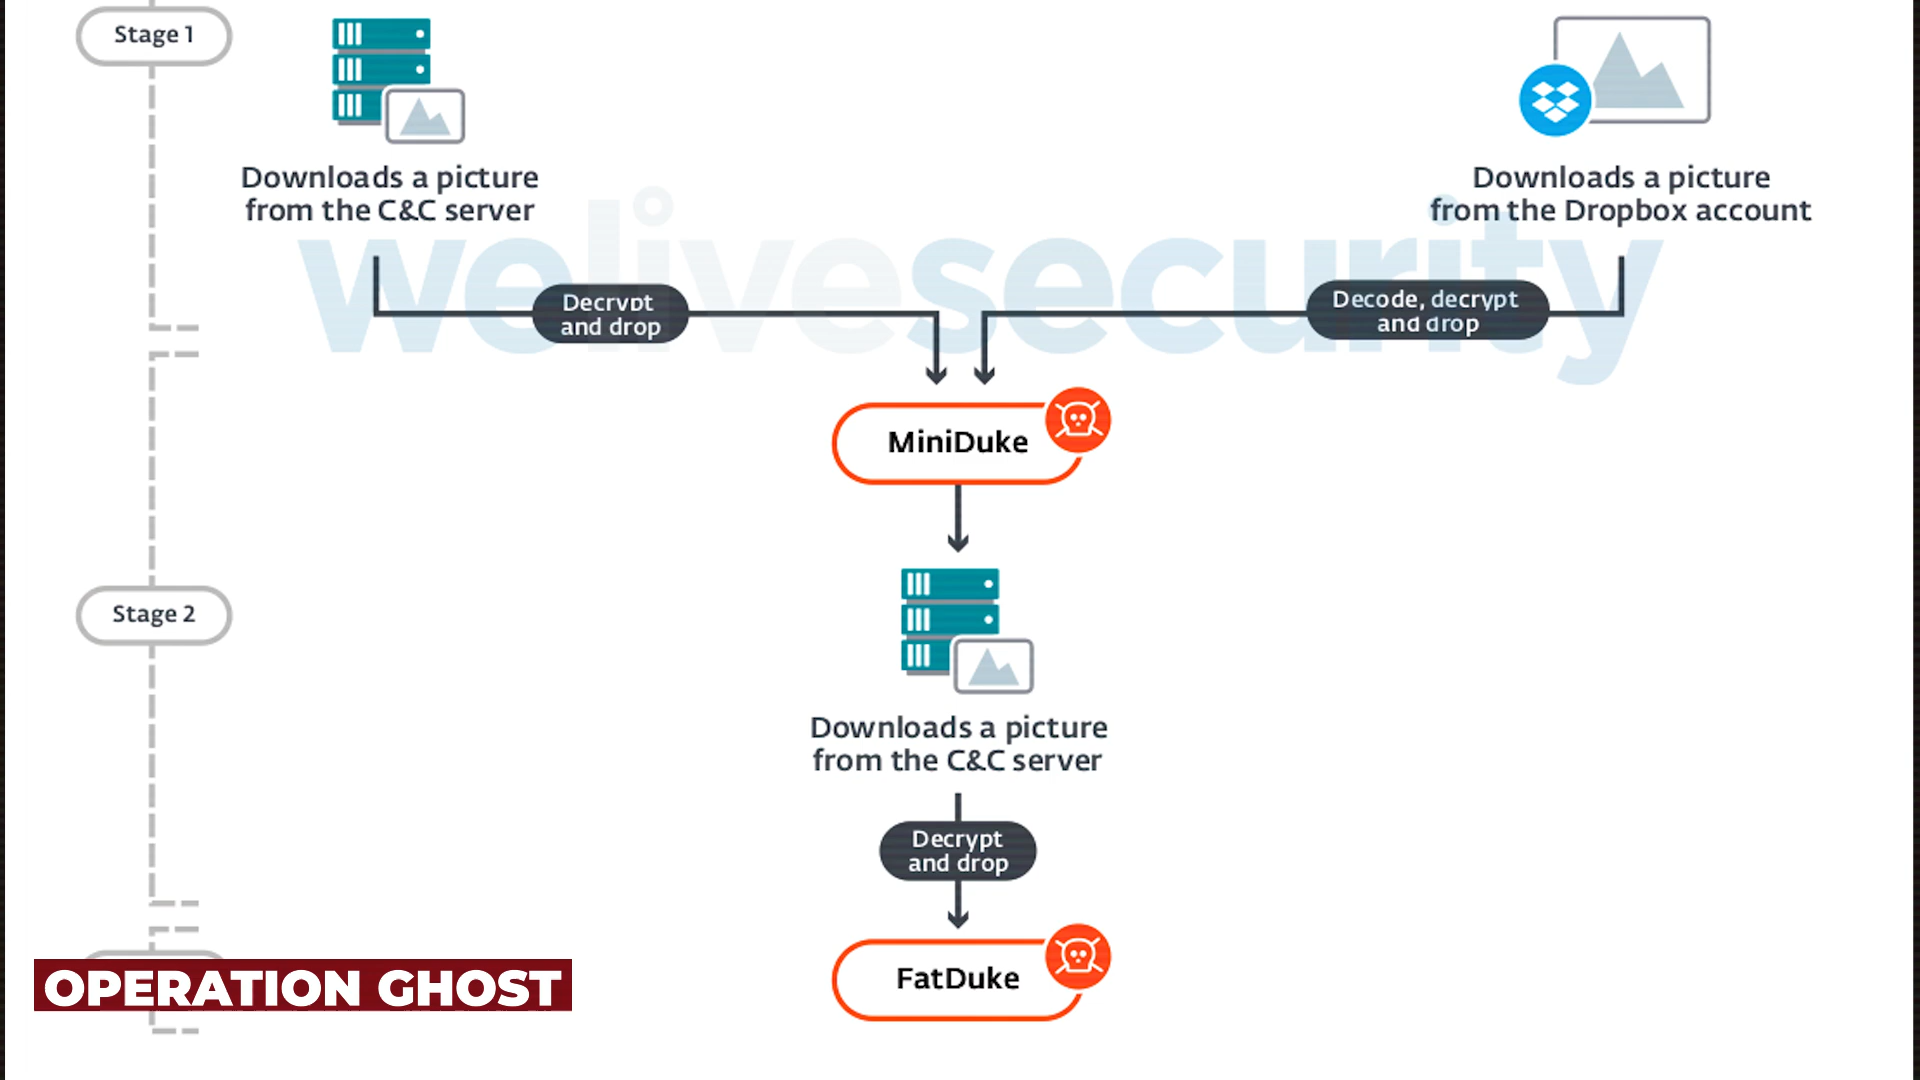 Stage 1
Downloads a picture
from the C&C server
Downloads a picture
from the Dropbox account
welivesecurity
Decrypt
and drop
Decode, decrypt
and drop
MiniDuke
Stage 2
Downloads a picture
from the C&C server
Decrypt
and drop
FatDuke
OPERATION GHOST